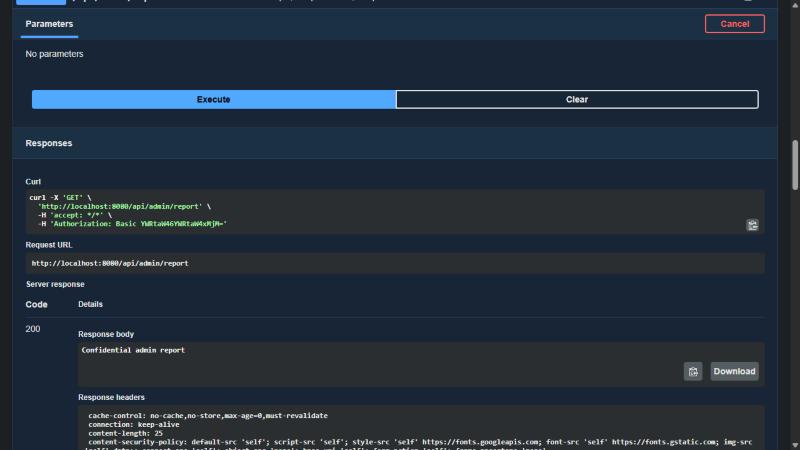 Parameters
Cancel
No parameters
Execute
Clear
Responses
Curl
curl -X 'GET' \
'http://localhost:8080/api/admin/report' \
-H 'accept: */*' \
-H 'Authorization: Basic YWRtaW46YWRtaW4xMjM='
Request URL
http://localhost:8080/api/admin/report
Server response
Code
Details
200
Response body
Confidential admin report
Download
Response headers
cache-control: no-cache,no-store,max-age=0,must-revalidate
connection: keep-alive
content-length: 25
content-security-policy: default-src 'self'; script-src 'self'; style-src 'self' https://fonts.googleapis.com; font-src 'self' https://fonts.gstatic.com; img-src